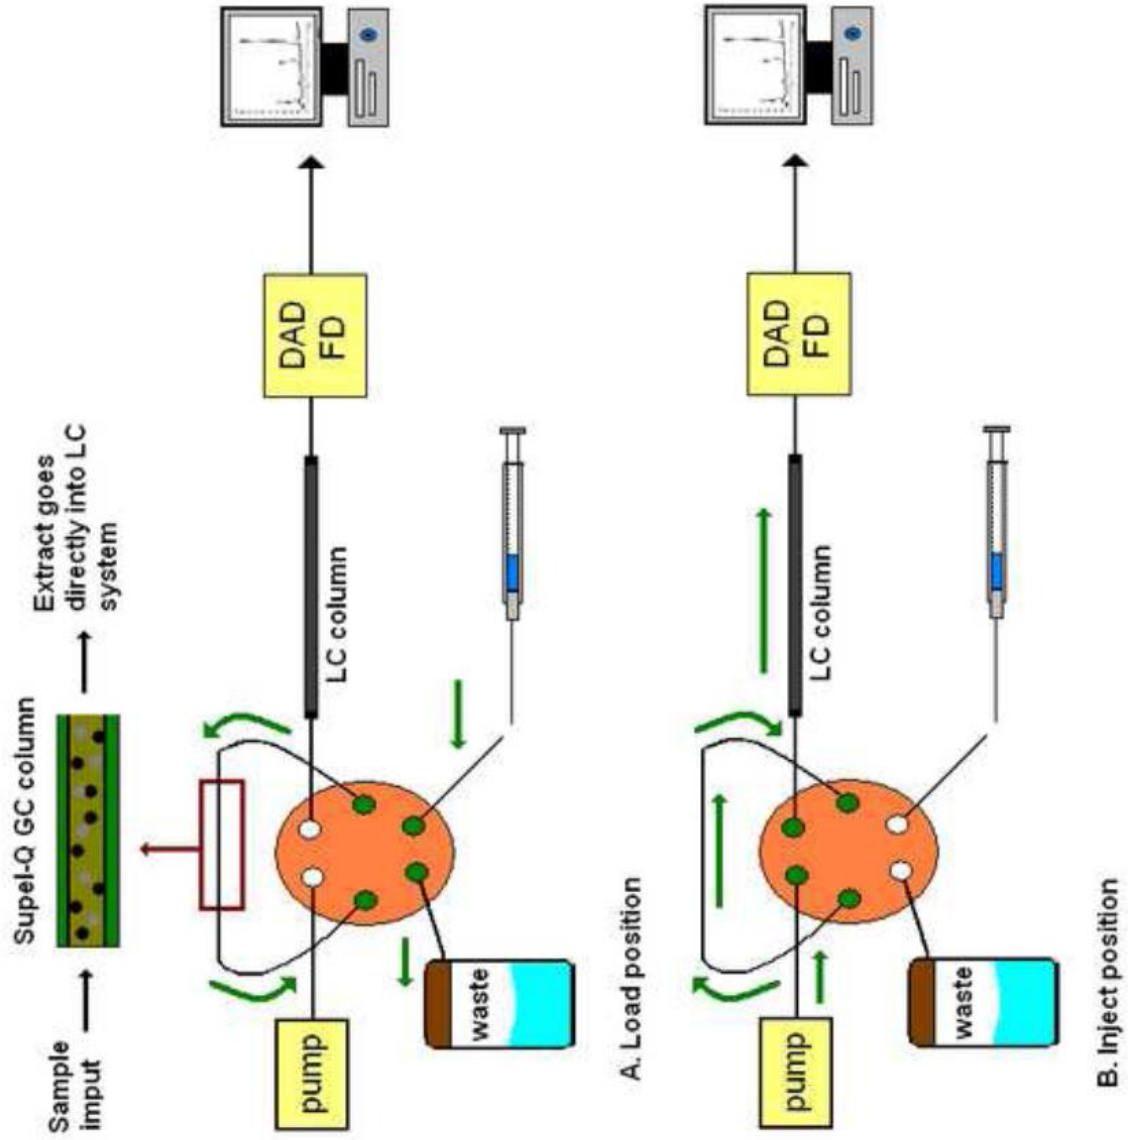 Sample
imput
Supel-Q GC column
Extract goes
directly into LC
system
pump
LC column
DAD
FD
waste
A. Load position
pump
LC column
DAD
FD
waste
B. Inject position